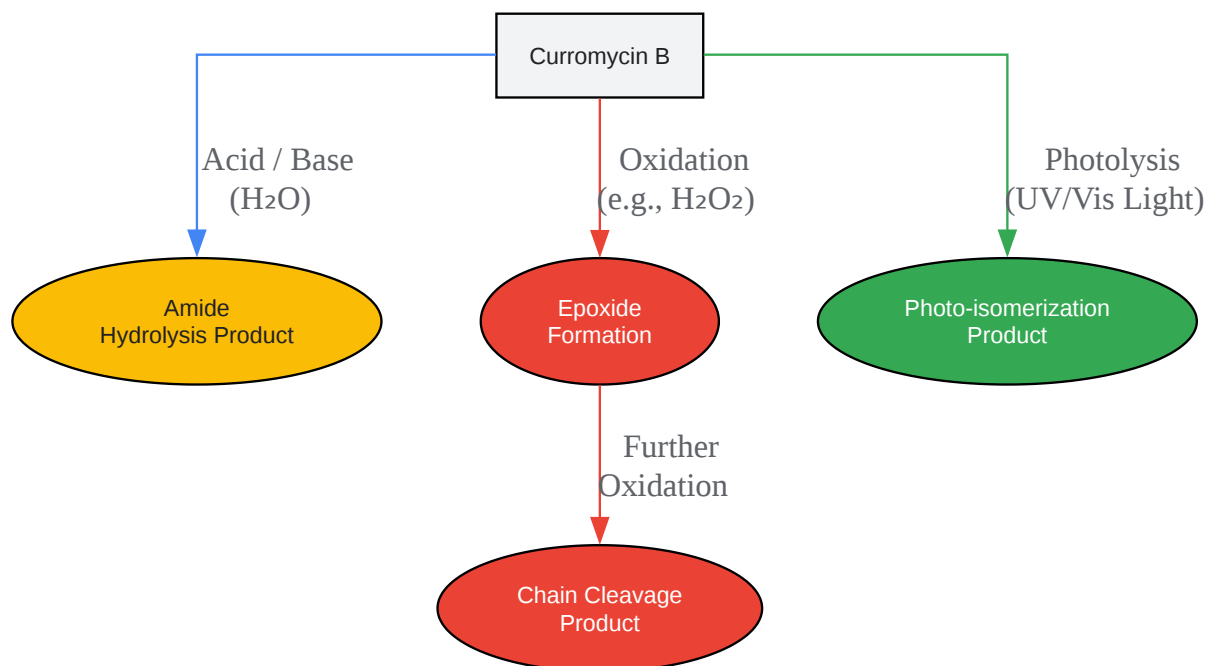 Curromycin B
Acid / Base
(H₂O)
Oxidation
(e.g., H₂O₂)
Photolysis
(UV/Vis Light)
Amide
Hydrolysis Product
Epoxide
Formation
Photo-isomerization
Product
Further
Oxidation
Chain Cleavage
Product